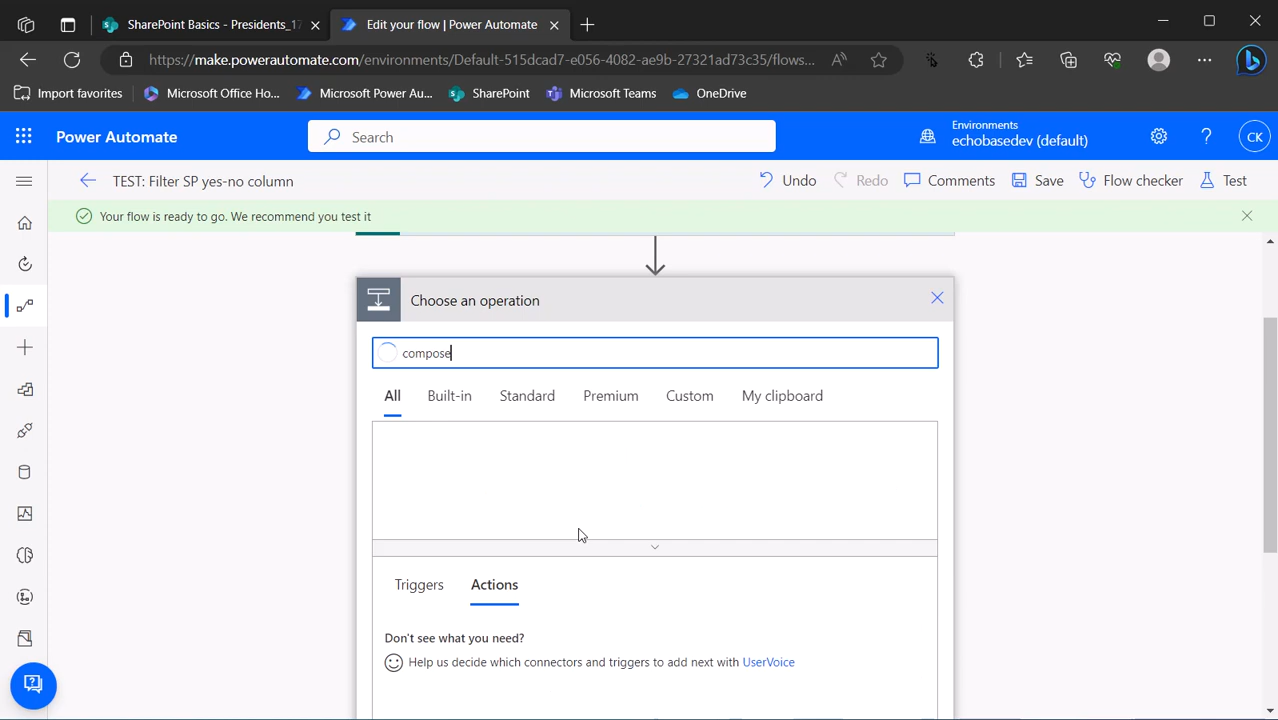 SharePoint Basics - Presidents_17
Edit your flow | Power Automate
https://make.powerautomate.com/environments/Default-515dcad7-e056-4082-ae9b-27321ad73c35/flows...
Import favorites
Microsoft Office Ho...
Microsoft Power Au...
SharePoint
Microsoft Teams
OneDrive
Power Automate
Search
Environments
echobasedev (default)
CK
TEST: Filter SP yes-no column
Undo
Redo
Comments
Save
Flow checker
Test
Your flow is ready to go. We recommend you test it
Choose an operation
compose
All
Built-in
Standard
Premium
Custom
My clipboard
Triggers
Actions
Don't see what you need?
Help us decide which connectors and triggers to add next with UserVoice